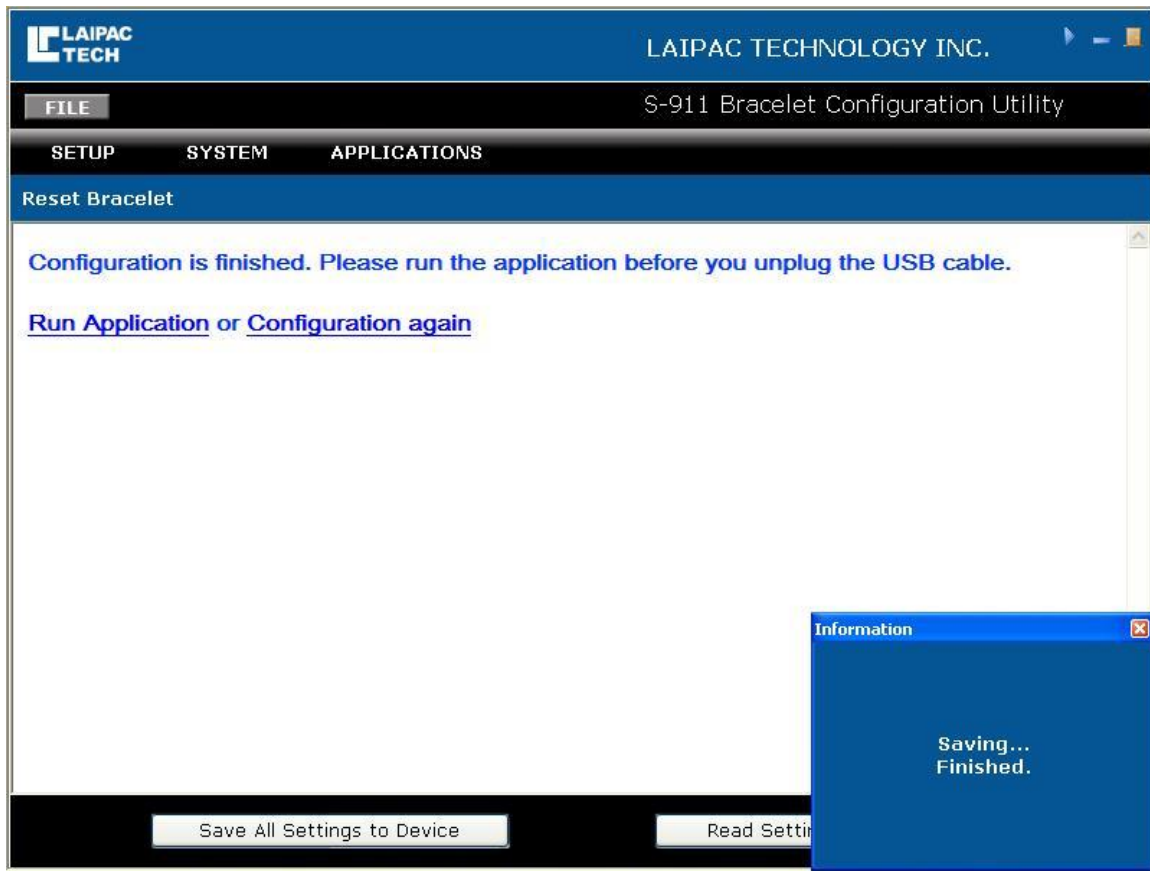 LAIPAC
TECH
LAIPAC TECHNOLOGY INC.
FILE
S-911 Bracelet Configuration Utility
SETUP SYSTEM APPLICATIONS
Reset Bracelet
Configuration is finished. Please run the application before you unplug the USB cable.
Run Application or Configuration again
Information
Saving...
Finished.
Save All Settings to Device
Read